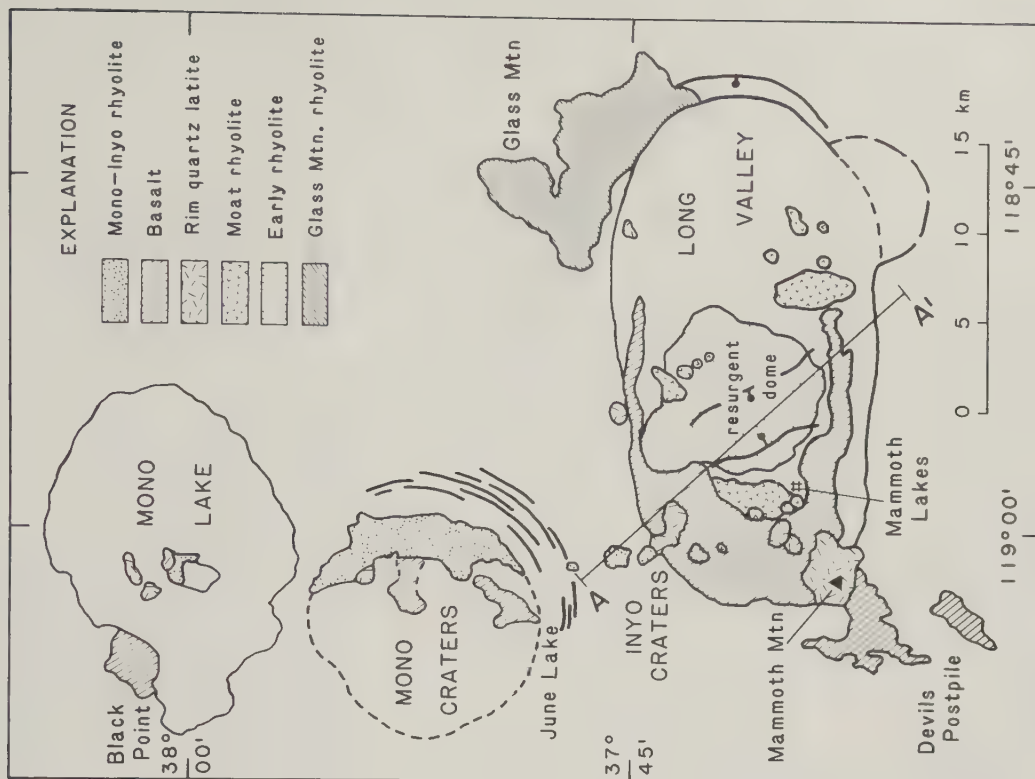 EXPLANATION
Mono-Inyo rhyolite
Basalt
Rim quartz latite
Moat rhyolite
Early rhyolite
Glass Mtn. rhyolite
MONO
LAKE
Black
Point
38°
00'
MONO
CRATERS
June Lake
A
INYO
CRATERS
37°
45'
Glass Mtn
LONG
VALLEY
resurgent
dome
A'
Mammoth Mtn
Mammoth
Lakes
Devils
Postpile
0 5 10 15 km
119°00'
118°45'